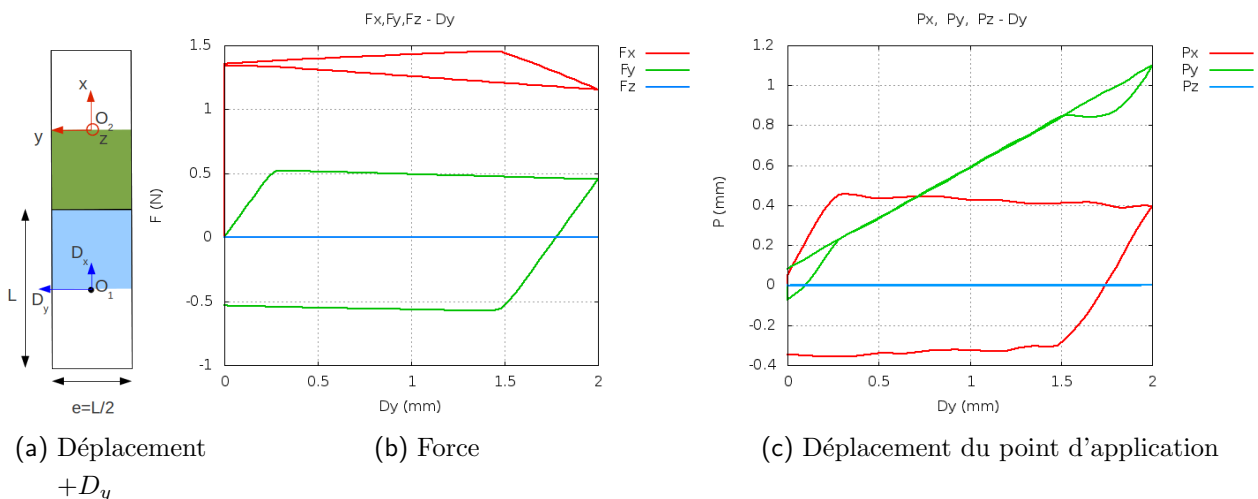 x
O2
y
z
Dx
O1
Dy
L
e=L/2
Fx,Fy,Fz - Dy
Fx
Fy
Fz
F (N)
1.5
1
0.5
0
-0.5
-1
0
0.5
1
1.5
2
Dy (mm)
Px, Py, Pz - Dy
Px
Py
Pz
P (mm)
1.2
1
0.8
0.6
0.4
0.2
0
-0.2
-0.4
0
0.5
1
1.5
2
Dy (mm)
(a) Déplacement
+Dy
(b) Force
(c) Déplacement du point d'application